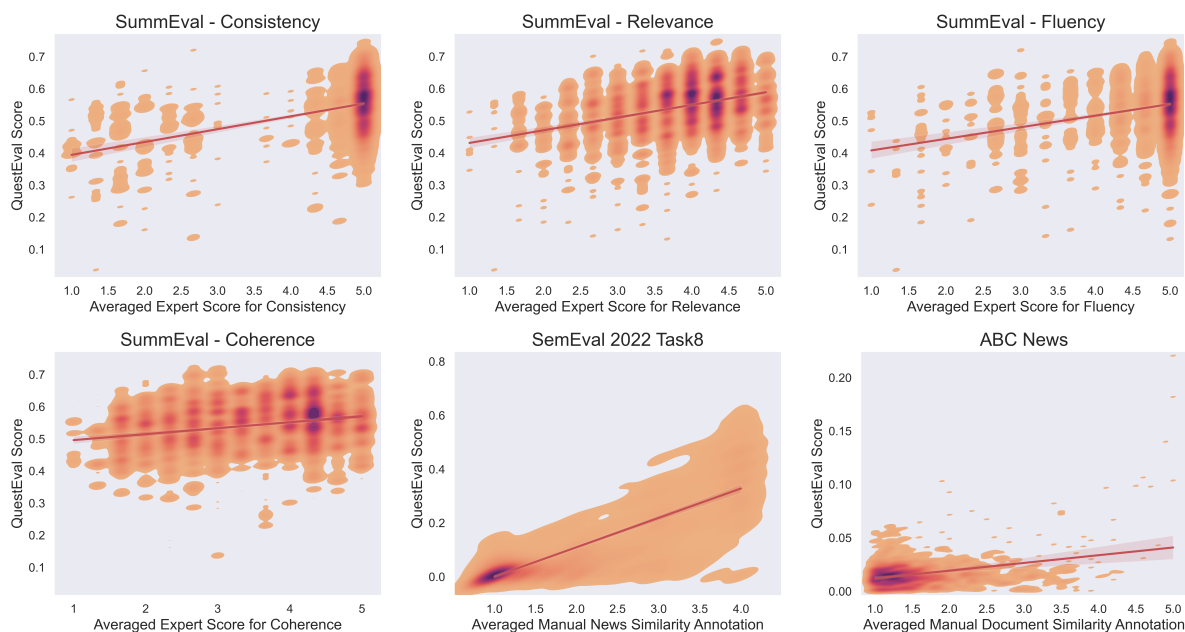 SummEval - Consistency
QuestEval Score
0.7
0.6
0.5
0.4
0.3
0.2
0.1
1.0 1.5 2.0 2.5 3.0 3.5 4.0 4.5 5.0
Averaged Expert Score for Consistency
SummEval - Relevance
QuestEval Score
0.7
0.6
0.5
0.4
0.3
0.2
0.1
1.0 1.5 2.0 2.5 3.0 3.5 4.0 4.5 5.0
Averaged Expert Score for Relevance
SummEval - Fluency
QuestEval Score
0.7
0.6
0.5
0.4
0.3
0.2
0.1
1.0 1.5 2.0 2.5 3.0 3.5 4.0 4.5 5.0
Averaged Expert Score for Fluency
SummEval - Coherence
QuestEval Score
0.7
0.6
0.5
0.4
0.3
0.2
0.1
1 2 3 4 5
Averaged Expert Score for Coherence
SemEval 2022 Task8
QuestEval Score
0.8
0.6
0.4
0.2
0.0
1.0 1.5 2.0 2.5 3.0 3.5 4.0
Averaged Manual News Similarity Annotation
ABC News
QuestEval Score
0.20
0.15
0.10
0.05
0.00
1.0 1.5 2.0 2.5 3.0 3.5 4.0 4.5 5.0
Averaged Manual Document Similarity Annotation